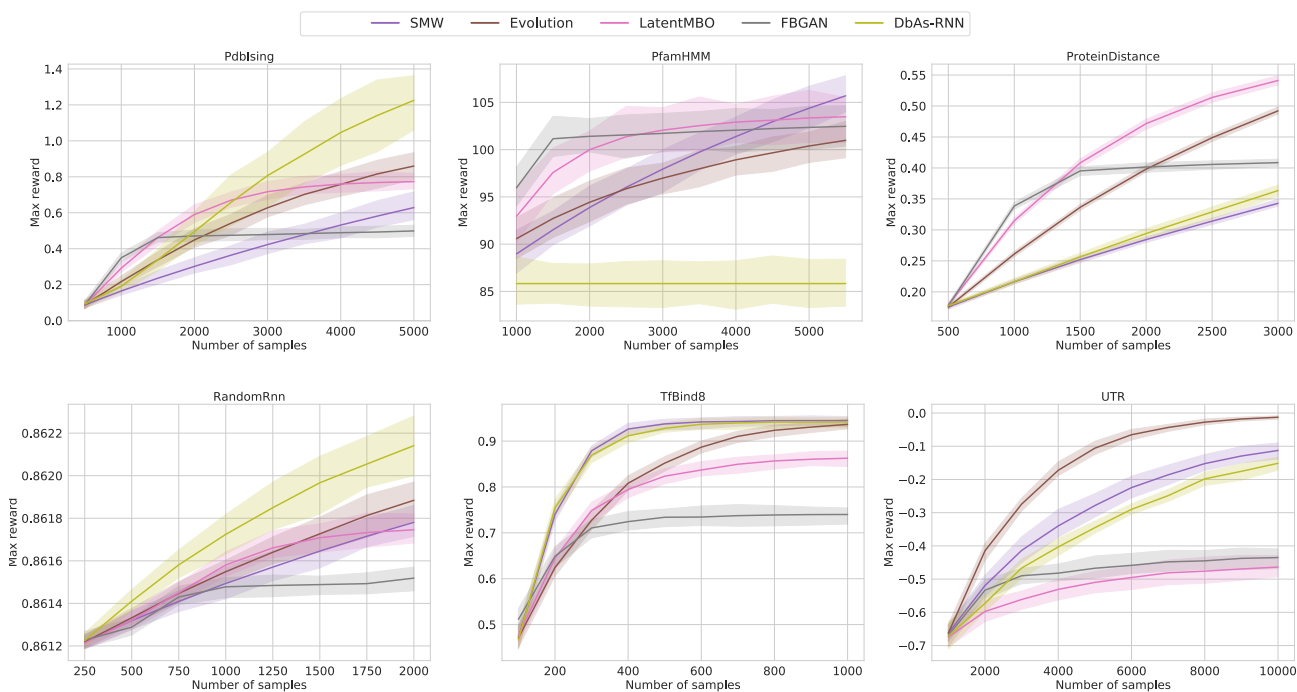 SMW Evolution LatentMBO FBGAN DbAs-RNN
PdbIsing PfamHMM ProteinDistance
Max reward
1.4
1.2
1.0
0.8
0.6
0.4
0.2
0.0
1000 2000 3000 4000 5000
Number of samples
Max reward
105
100
95
90
85
1000 2000 3000 4000 5000
Number of samples
Max reward
0.55
0.50
0.45
0.40
0.35
0.30
0.25
0.20
500 1000 1500 2000 2500 3000
Number of samples
RandomRnn TfBind8 UTR
Max reward
0.8622
0.8620
0.8618
0.8616
0.8614
0.8612
250 500 750 1000 1250 1500 1750 2000
Number of samples
Max reward
0.9
0.8
0.7
0.6
0.5
200 400 600 800 1000
Number of samples
Max reward
−0.0
−0.1
−0.2
−0.3
−0.4
−0.5
−0.6
−0.7
2000 4000 6000 8000 10000
Number of samples